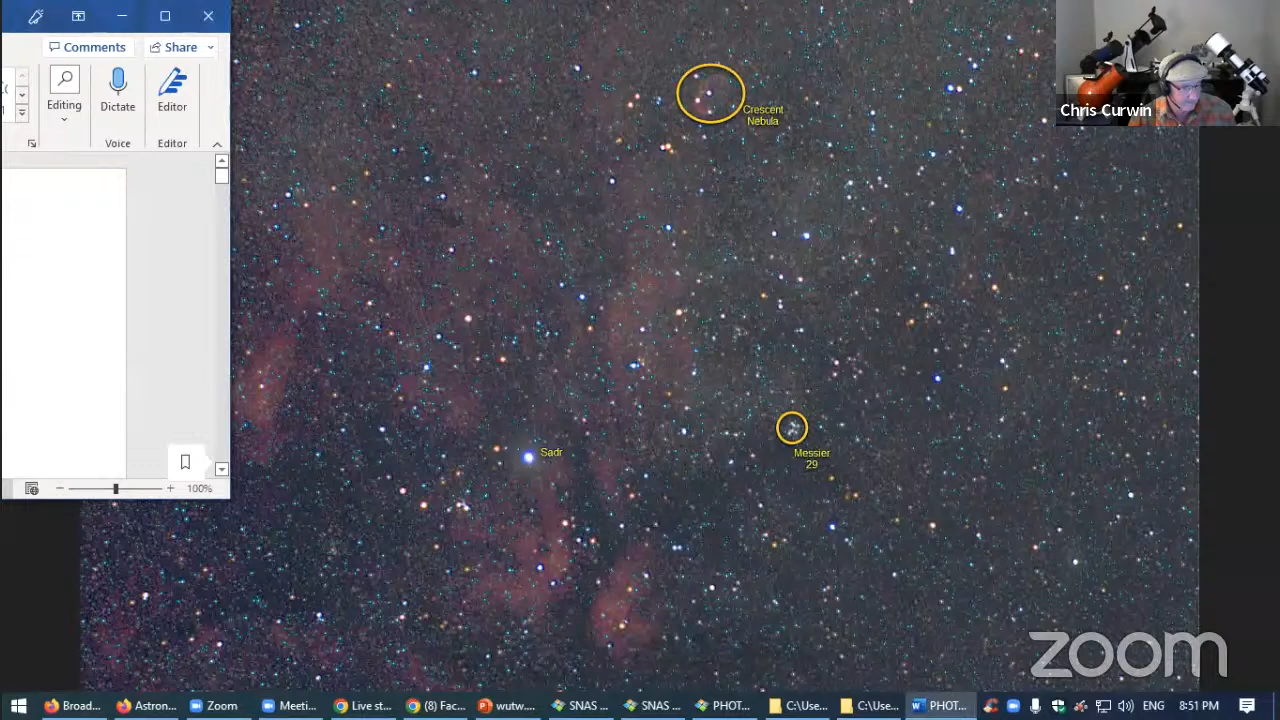 Comments
Share
Editing
Dictate
Editor
Voice
Editor
100%
Crescent
Nebula
Chris Curwin
Sadr
Messier
29
zoom
Broad...
Astron...
Zoom
Meeti...
Live st...
(8) Fac...
wutw....
SNAS ...
SNAS ...
PHOT...
C:\Use...
C:\Use...
PHOT...
ENG
8:51 PM